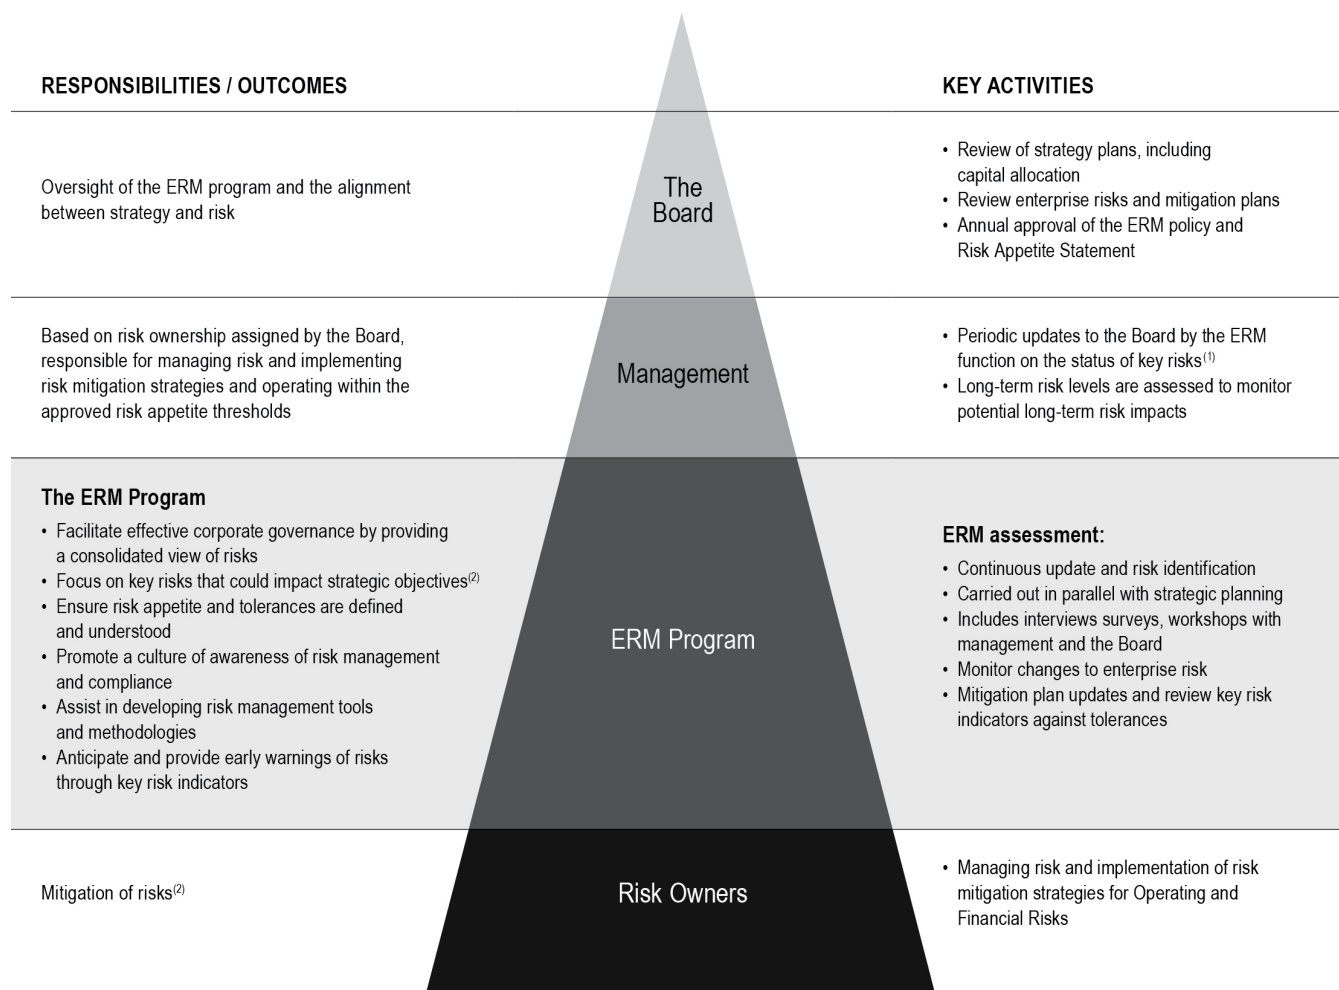 RESPONSIBILITIES / OUTCOMES
KEY ACTIVITIES
Oversight of the ERM program and the alignment
between strategy and risk
The
Board
• Review of strategy plans, including
capital allocation
• Review enterprise risks and mitigation plans
• Annual approval of the ERM policy and
Risk Appetite Statement
Based on risk ownership assigned by the Board,
responsible for managing risk and implementing
risk mitigation strategies and operating within the
approved risk appetite thresholds
Management
• Periodic updates to the Board by the ERM
function on the status of key risks(1)
• Long-term risk levels are assessed to monitor
potential long-term risk impacts
The ERM Program
• Facilitate effective corporate governance by providing
a consolidated view of risks
• Focus on key risks that could impact strategic objectives(2)
• Ensure risk appetite and tolerances are defined
and understood
• Promote a culture of awareness of risk management
and compliance
• Assist in developing risk management tools
and methodologies
• Anticipate and provide early warnings of risks
through key risk indicators
ERM Program
ERM assessment:
• Continuous update and risk identification
• Carried out in parallel with strategic planning
• Includes interviews surveys, workshops with
management and the Board
• Monitor changes to enterprise risk
• Mitigation plan updates and review key risk
indicators against tolerances
Mitigation of risks(2)
Risk Owners
• Managing risk and implementation of risk
mitigation strategies for Operating and
Financial Risks